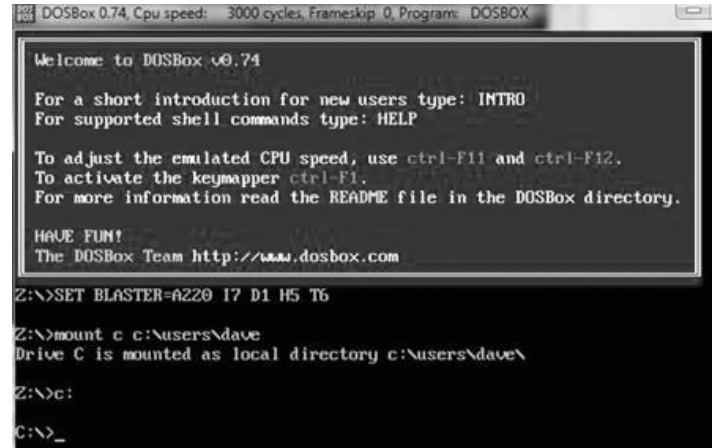 DOSBox 0.74, Cpu speed: 3000 cycles, Frameskip 0, Program: DOSBOX
Welcome to DOSBox v0.74
For a short introduction for new users type: INTRO
For supported shell commands type: HELP
To adjust the emulated CPU speed, use ctrl-F11 and ctrl-F12.
To activate the keymapper ctrl-F1.
For more information read the README file in the DOSBox directory.
HAVE FUN!
The DOSBox Team http://www.dosbox.com
Z:\>SET BLASTER=A220 I7 D1 H5 T6
Z:\>mount c c:\users\dave
Drive C is mounted as local directory c:\users\dave\
Z:\>c:
C:\>_